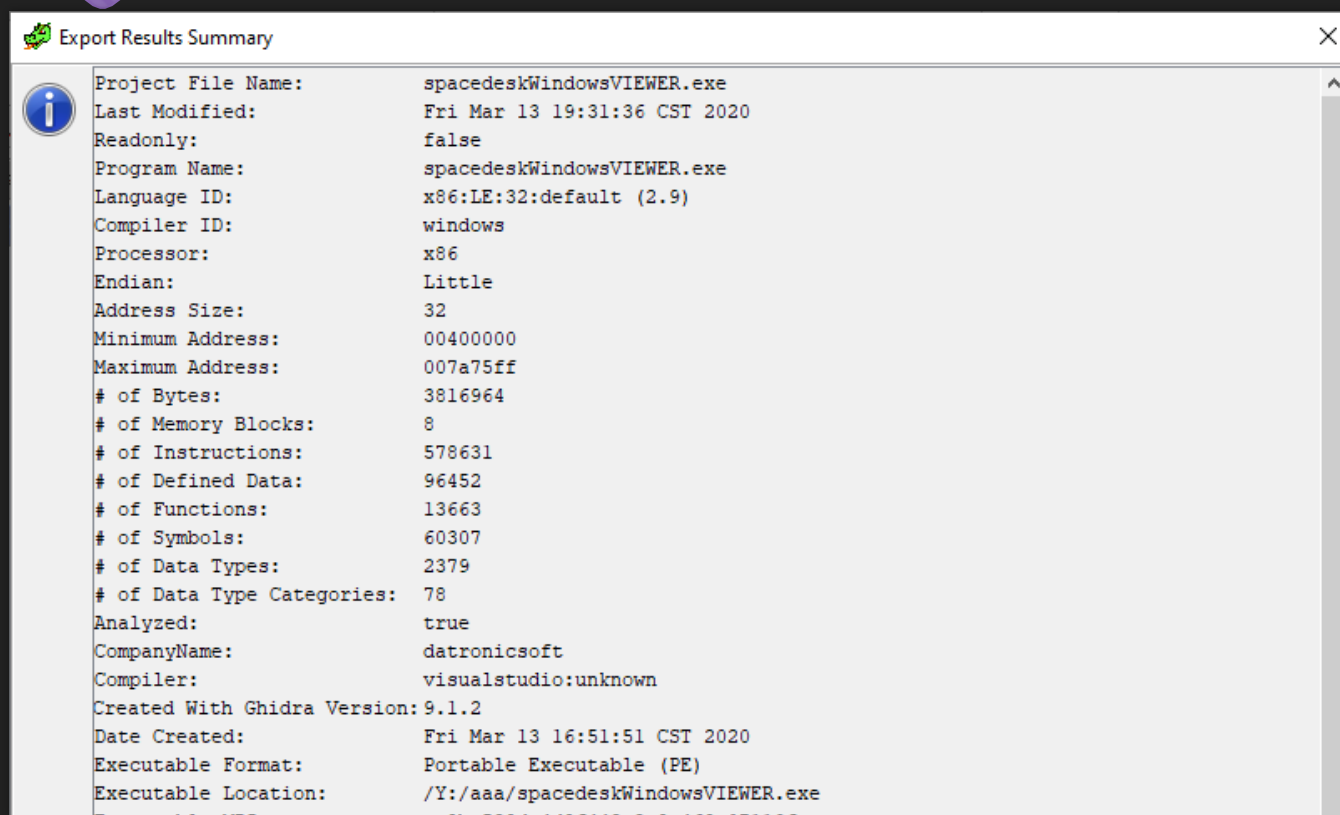 Export Results Summary
Project File Name: spacedeskWindowsVIEWER.exe
Last Modified: Fri Mar 13 19:31:36 CST 2020
Readonly: false
Program Name: spacedeskWindowsVIEWER.exe
Language ID: x86:LE:32:default (2.9)
Compiler ID: windows
Processor: x86
Endian: Little
Address Size: 32
Minimum Address: 00400000
Maximum Address: 007a75ff
# of Bytes: 3816964
# of Memory Blocks: 8
# of Instructions: 578631
# of Defined Data: 96452
# of Functions: 13663
# of Symbols: 60307
# of Data Types: 2379
# of Data Type Categories: 78
Analyzed: true
CompanyName: datronicsoft
Compiler: visualstudio:unknown
Created With Ghidra Version: 9.1.2
Date Created: Fri Mar 13 16:51:51 CST 2020
Executable Format: Portable Executable (PE)
Executable Location: /Y:/aaa/spacedeskWindowsVIEWER.exe